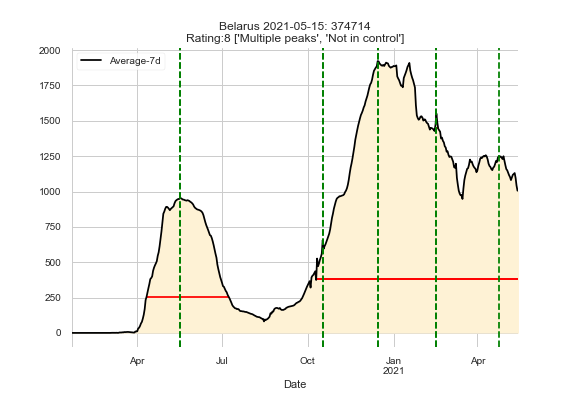 Belarus 2021-05-15: 374714
Rating:8 ['Multiple peaks', 'Not in control']
2000
Average-7d
1750
1500
1250
1000
750
500
250
0
Apr Jul Oct Jan Apr
2021
Date